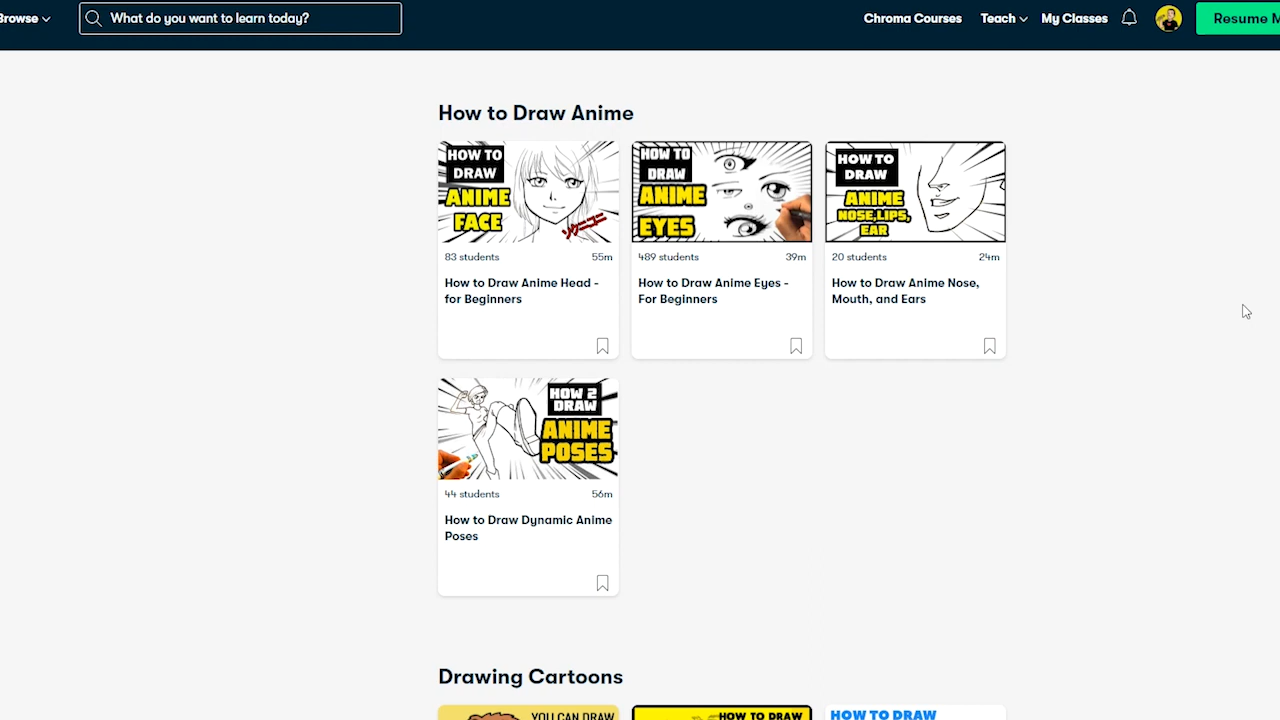 Browse
What do you want to learn today?
Chroma Courses
Teach
My Classes
Resume M
How to Draw Anime
HOW TO
DRAW
ANIME
FACE
83 students
55m
How to Draw Anime Head -
for Beginners
HOW TO
DRAW
ANIME
EYES
489 students
39m
How to Draw Anime Eyes -
For Beginners
HOW TO
DRAW
ANIME
NOSE,LIPS,
EAR
20 students
24m
How to Draw Anime Nose,
Mouth, and Ears
HOW 2
DRAW
ANIME
POSES
44 students
56m
How to Draw Dynamic Anime
Poses
Drawing Cartoons
YOU CAN DRAW
HOW TO DRAW
HOW TO DRAW